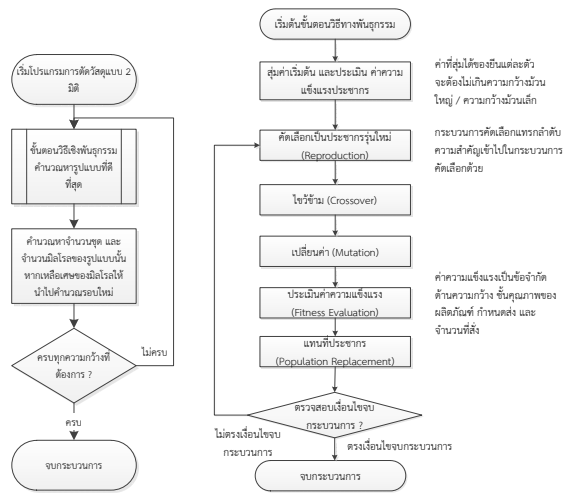 เริ่มโปรแกรมการตัดวัสดุแบบ 2
มิติ
ขั้นตอนวิธีเชิงพันธุกรรม
คำนวณหารูปแบบที่ดี
ที่สุด
คำนวณหาจำนวนชุด และ
จำนวนมิลโรลของรูปแบบนั้น
หากเหลือเศษของมิลโรลให้
นำไปคำนวณรอบใหม่
ครบทุกความกว้างที่
ต้องการ ?
ไม่ครบ
ครบ
จบกระบวนการ
เริ่มต้นขั้นตอนวิธีทางพันธุกรรม
สุ่มค่าเริ่มต้น และประเมิน ค่าความ
แข็งแรงประชากร
ค่าที่สุ่มได้ของยีนแต่ละตัว
จะต้องไม่เกินความกว้างม้วน
ใหญ่ / ความกว้างม้วนเล็ก
คัดเลือกเป็นประชากรรุ่นใหม่
(Reproduction)
กระบวนการคัดเลือกแทรกลำดับ
ความสำคัญเข้าไปในกระบวนการ
คัดเลือกด้วย
ไขว้ข้าม (Crossover)
เปลี่ยนค่า (Mutation)
ประเมินค่าความแข็งแรง
(Fitness Evaluation)
ค่าความแข็งแรงเป็นข้อจำกัด
ด้านความกว้าง ชั้นคุณภาพของ
ผลิตภัณฑ์ กำหนดส่ง และ
จำนวนที่สั่ง
แทนที่ประชากร
(Population Replacement)
ตรวจสอบเงื่อนไขจบ
กระบวนการ ?
ไม่ตรงเงื่อนไขจบ
กระบวนการ
ตรงเงื่อนไขจบกระบวนการ
จบกระบวนการ